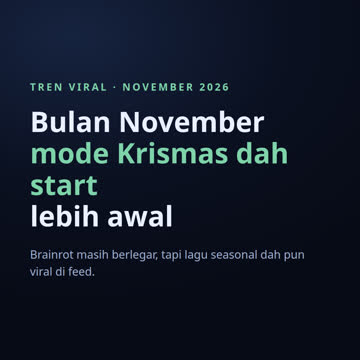 TREN VIRAL · NOVEMBER 2026
Bulan November
mode Krismas dah
start
lebih awal
Brainrot masih berlegar, tapi lagu seasonal dah pun
viral di feed.